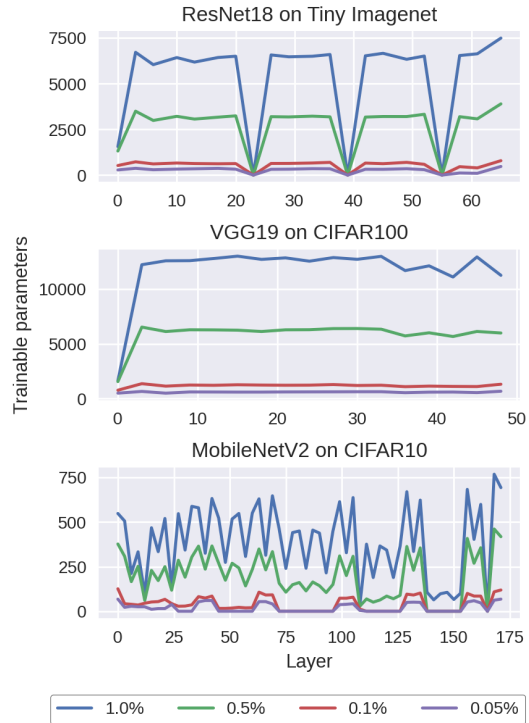 ResNet18 on Tiny Imagenet
7500
5000
2500
0
0 10 20 30 40 50 60
VGG19 on CIFAR100
Trainable parameters
10000
5000
0
0 10 20 30 40 50
MobileNetV2 on CIFAR10
750
500
250
0
0 25 50 75 100 125 150 175
Layer
1.0% 0.5% 0.1% 0.05%